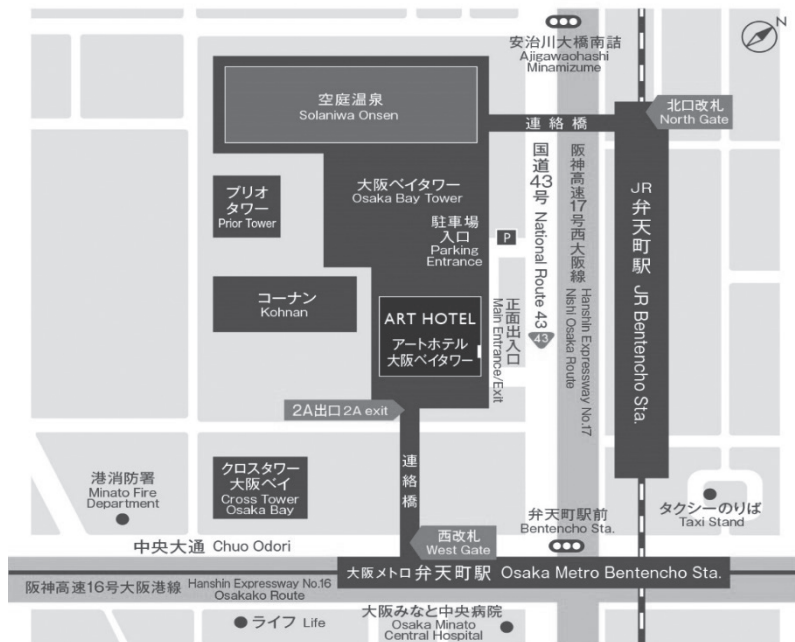 N
安治川大橋南詰
Ajigawaohashi
Minamizume
空庭温泉
Solaniwa Onsen
北口改札
North Gate
連絡橋
大阪ベイタワー
Osaka Bay Tower
プリオ
タワー
Prior Tower
駐車場
入口
Parking
Entrance
P
国道43号 National Route 43
43
阪神高速17号西大阪線
Hanshin Expressway No.17
Nishi Osaka Route
JR 弁天町駅 JR Bentencho Sta.
コーナン
Kohnan
ART HOTEL
アートホテル
大阪ベイタワー
正面出入口
Main Entrance/Exit
2A出口 2A exit
連絡橋
クロスタワー
大阪ベイ
Cross Tower
Osaka Bay
港消防署
Minato Fire
Department
弁天町駅前
Bentencho Sta.
タクシーのりば
Taxi Stand
西改札
West Gate
中央大通 Chuo Odori
大阪メトロ 弁天町駅 Osaka Metro Bentencho Sta.
阪神高速16号大阪港線 Hanshin Expressway No.16
Osakako Route
ライフ Life
大阪みなと中央病院
Osaka Minato
Central Hospital